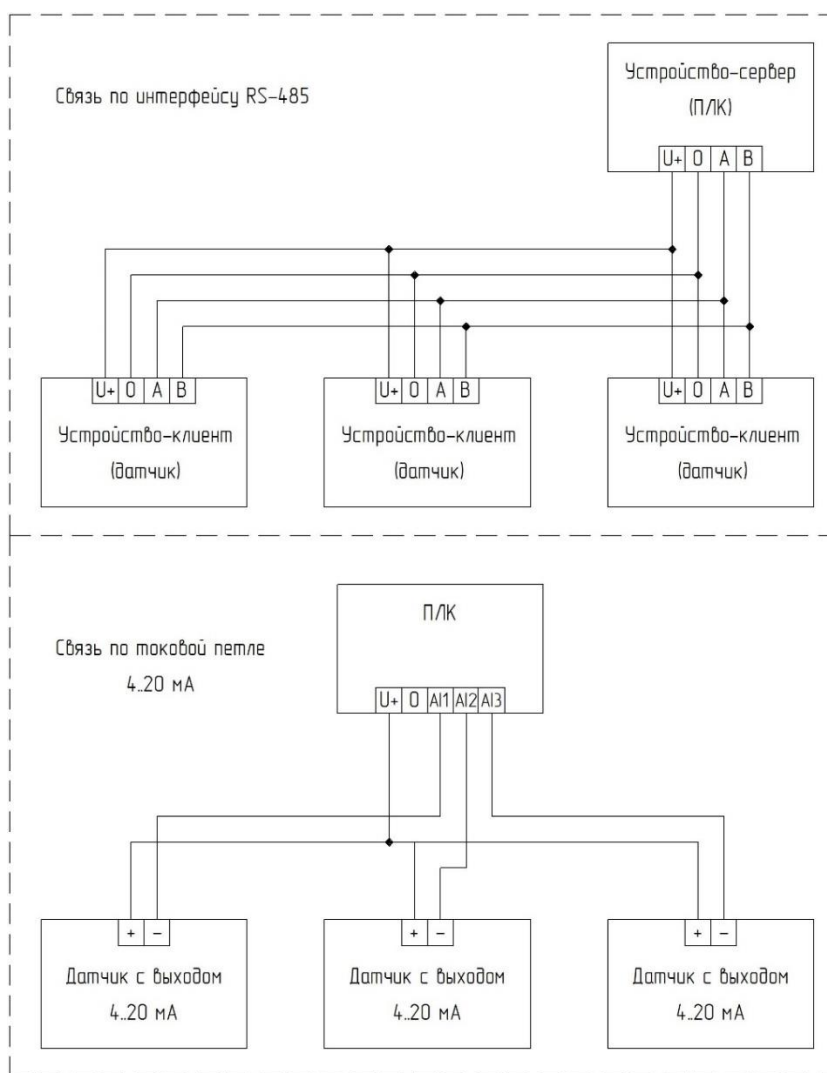 Связь по интерфейсу RS-485
Устройство-сервер
(ПЛК)
U+ 0 A B
U+ 0 A B
Устройство-клиент
(датчик)
U+ 0 A B
Устройство-клиент
(датчик)
U+ 0 A B
Устройство-клиент
(датчик)
Связь по токовой петле
4..20 мА
ПЛК
U+ 0 AI1 AI2 AI3
+ −
Датчик с выходом
4..20 мА
+ −
Датчик с выходом
4..20 мА
+ −
Датчик с выходом
4..20 мА